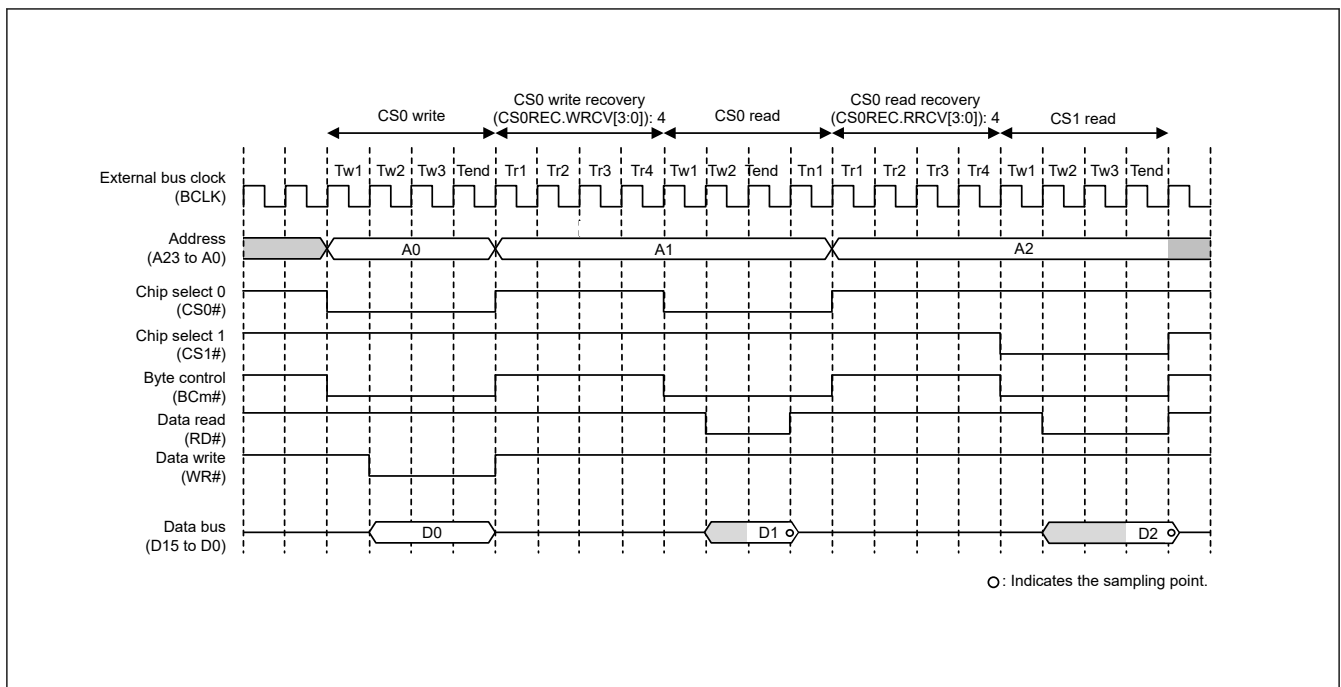 CS0 write
CS0 write recovery
(CS0REC.WRCV[3:0]): 4
CS0 read
CS0 read recovery
(CS0REC.RRCV[3:0]): 4
CS1 read
Tw1 Tw2 Tw3 Tend Tr1 Tr2 Tr3 Tr4 Tw1 Tw2 Tend Tn1 Tr1 Tr2 Tr3 Tr4 Tw1 Tw2 Tw3 Tend
External bus clock
(BCLK)
Address
(A23 to A0)
A0 A1 A2
Chip select 0
(CS0#)
Chip select 1
(CS1#)
Byte control
(BCm#)
Data read
(RD#)
Data write
(WR#)
Data bus
(D15 to D0)
D0 D1 D2
: Indicates the sampling point.